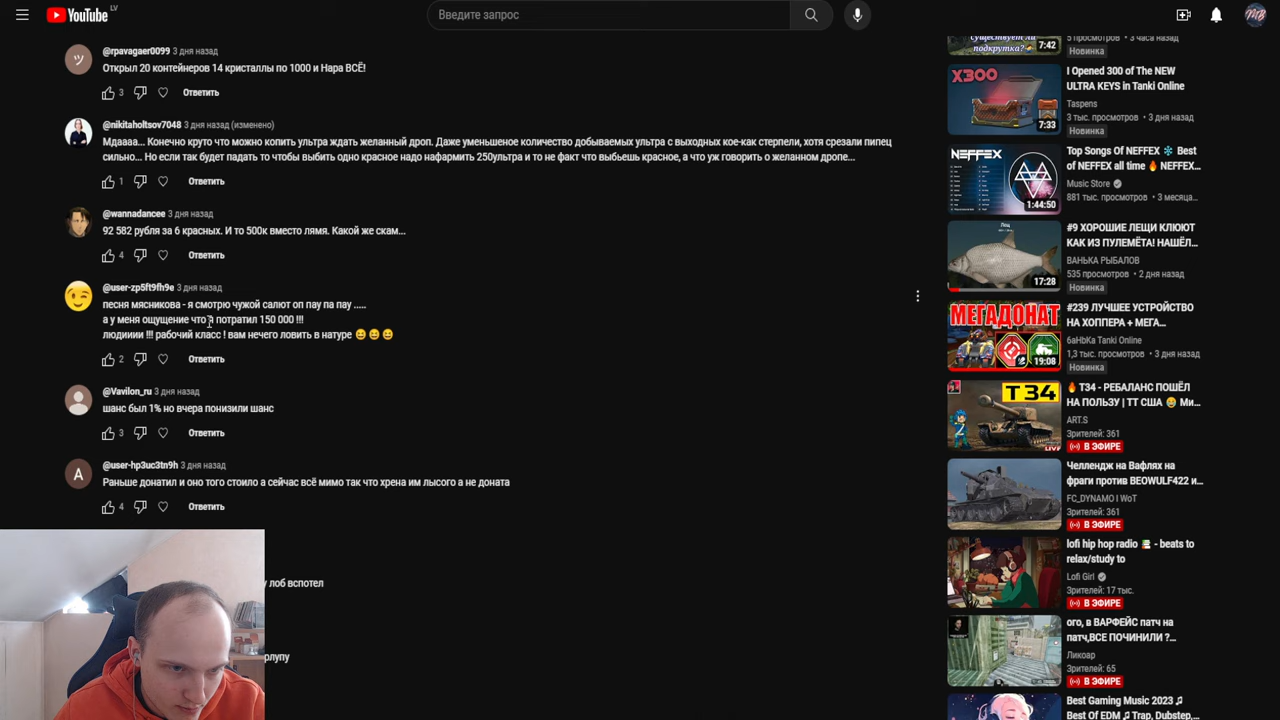 YouTube LV
Введите запрос
@rpavagaer0099 3 дня назад
Открыл 20 контейнеров 14 кристаллы по 1000 и Нара ВСЁ!
3 Ответить
@nikitaholtsov7048 3 дня назад (изменено)
Мдаааа... Конечно круто что можно копить ультра ждать желанный дроп. Даже уменьшеное количество добываемых ультра с выходных кое-как стерпели, хотя срезали пипец
сильно... Но если так будет падать то чтобы выбить одно красное надо нафармить 250ультра и то не факт что выбьешь красное, а что уж говорить о желанном дропе...
1 Ответить
@wannadancee 3 дня назад
92 582 рубля за 6 красных. И то 500к вместо лямя. Какой же скам...
4 Ответить
@user-zp5ft9fh9e 3 дня назад
песня мясникова - я смотрю чужой салют оп пау па пау .....
а у меня ощущение что я потратил 150 000 !!!
людииии !!! рабочий класс ! вам нечего ловить в натуре
2 Ответить
@Vavilon_ru 3 дня назад
шанс был 1% но вчера понизили шанс
3 Ответить
A
@user-hp3uc3tn9h 3 дня назад
Раньше донатил и оно того стоило а сейчас всё мимо так что хрена им лысого а не доната
4 Ответить
лоб вспотел
существует ли
подкрутка?
7:42
5 просмотров • 3 часа назад
Новинка
X300
7:33
I Opened 300 of The NEW
ULTRA KEYS in Tanki Online
Taspens
3 тыс. просмотров • 3 дня назад
Новинка
NEFFEX
1:44:50
Top Songs Of NEFFEX Best
of NEFFEX all time NEFFEX...
Music Store
881 тыс. просмотров • 3 месяца...
Лещ
17:28
#9 ХОРОШИЕ ЛЕЩИ КЛЮЮТ
КАК ИЗ ПУЛЕМЁТА! НАШЁЛ...
ВАНЬКА РЫБАЛОВ
535 просмотров • 2 дня назад
Новинка
МЕГАДОНАТ
19:08
#239 ЛУЧШЕЕ УСТРОЙСТВО
НА ХОППЕРА + МЕГА...
6aHbKa Tanki Online
1,3 тыс. просмотров • 3 дня назад
Новинка
T 34
LIVE
T34 - РЕБАЛАНС ПОШЁЛ
НА ПОЛЬЗУ | ТТ США Ми...
ART.S
Зрителей: 361
В ЭФИРЕ
Челлендж на Вафлях на
фраги против BEOWULF422 и...
FC_DYNAMO l WoT
Зрителей: 361
В ЭФИРЕ
lofi hip hop radio - beats to
relax/study to
Lofi Girl
Зрителей: 17 тыс.
В ЭФИРЕ
ого, в ВАРФЕЙС патч на
патч,ВСЕ ПОЧИНИЛИ ?...
Ликоар
Зрителей: 65
В ЭФИРЕ
Best Gaming Music 2023
Best Of EDM Trap, Dubstep,...